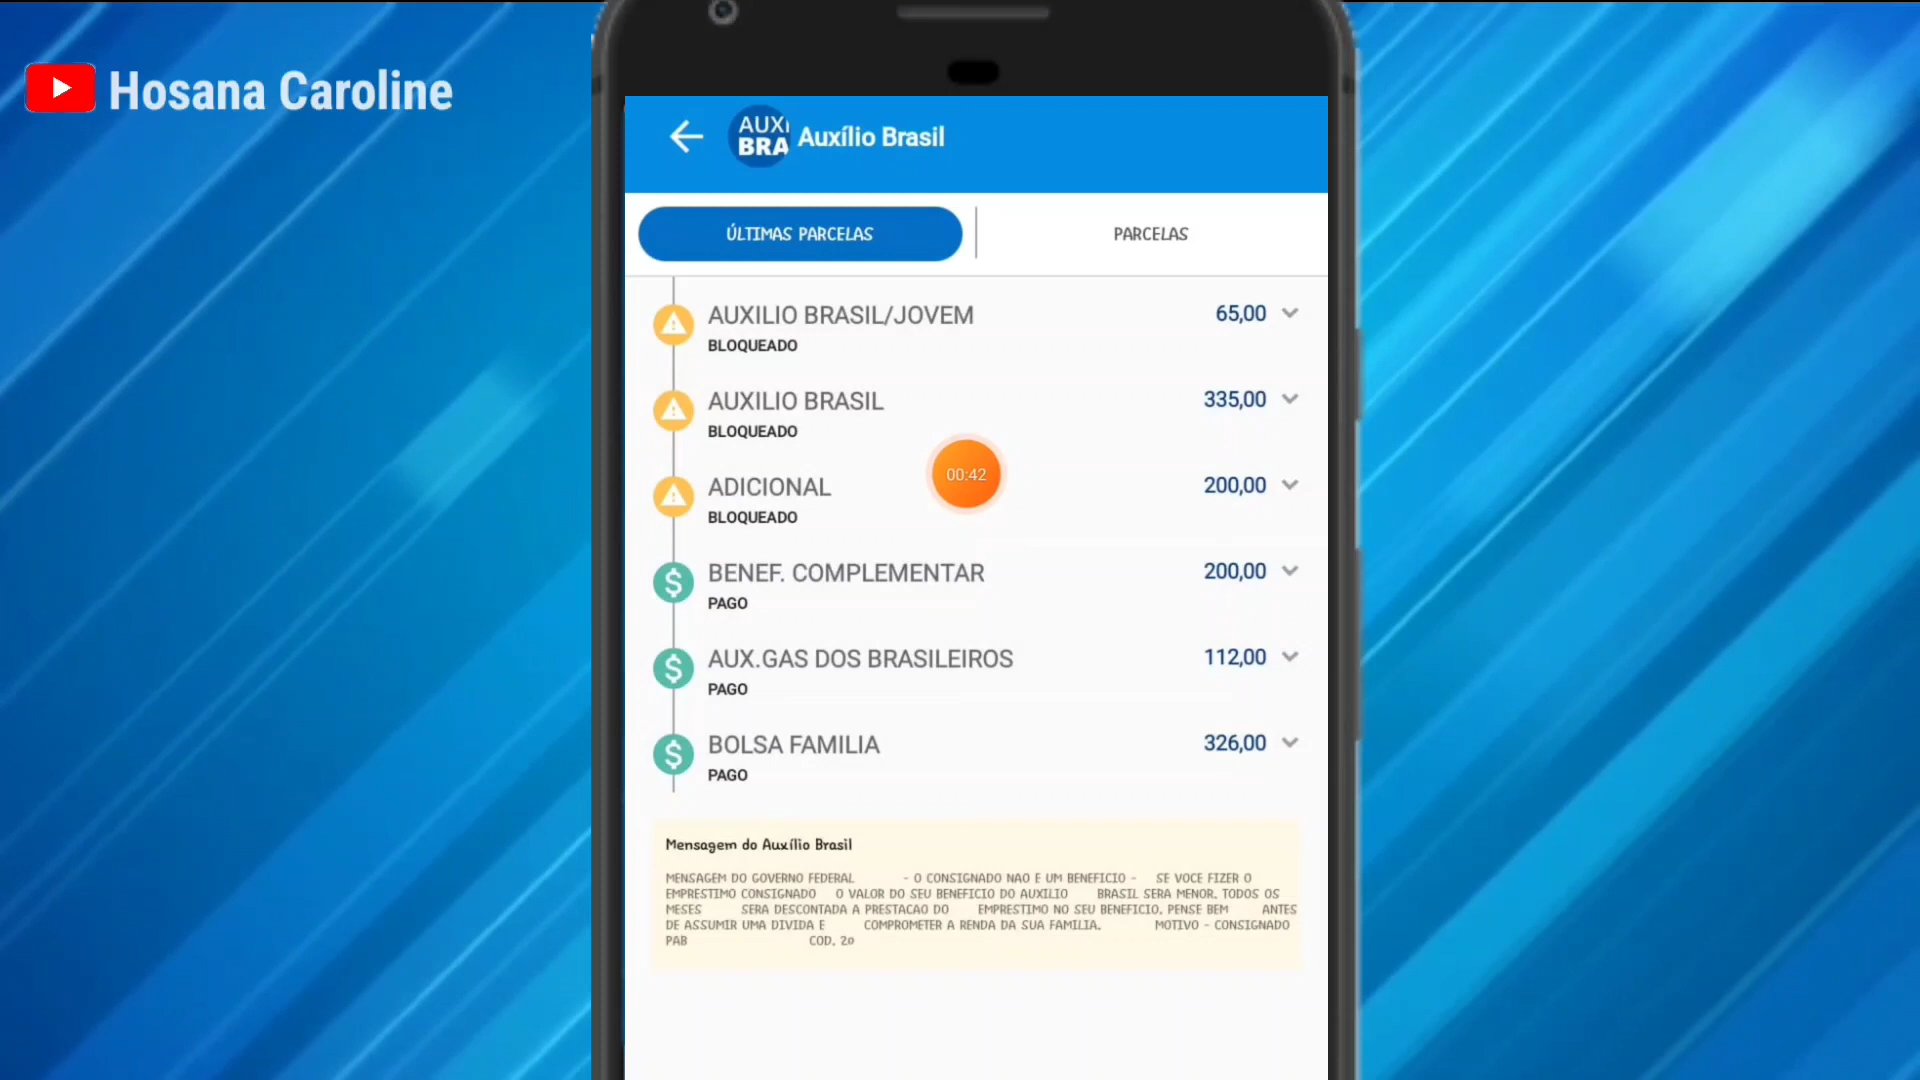 Hosana Caroline
AUXI
BRA
Auxílio Brasil
ÚLTIMAS PARCELAS
PARCELAS
AUXILIO BRASIL/JOVEM
65,00
BLOQUEADO
AUXILIO BRASIL
335,00
BLOQUEADO
00:42
ADICIONAL
200,00
BLOQUEADO
BENEF. COMPLEMENTAR
200,00
PAGO
AUX.GAS DOS BRASILEIROS
112,00
PAGO
BOLSA FAMILIA
326,00
PAGO
Mensagem do Auxílio Brasil
MENSAGEM DO GOVERNO FEDERAL - O CONSIGNADO NAO E UM BENEFICIO - SE VOCE FIZER O
EMPRESTIMO CONSIGNADO O VALOR DO SEU BENEFICIO DO AUXILIO BRASIL SERA MENOR. TODOS OS
MESES SERA DESCONTADA A PRESTACAO DO EMPRESTIMO NO SEU BENEFICIO. PENSE BEM ANTES
DE ASSUMIR UMA DIVIDA E COMPROMETER A RENDA DA SUA FAMILIA. MOTIVO - CONSIGNADO
PAB COD. 20